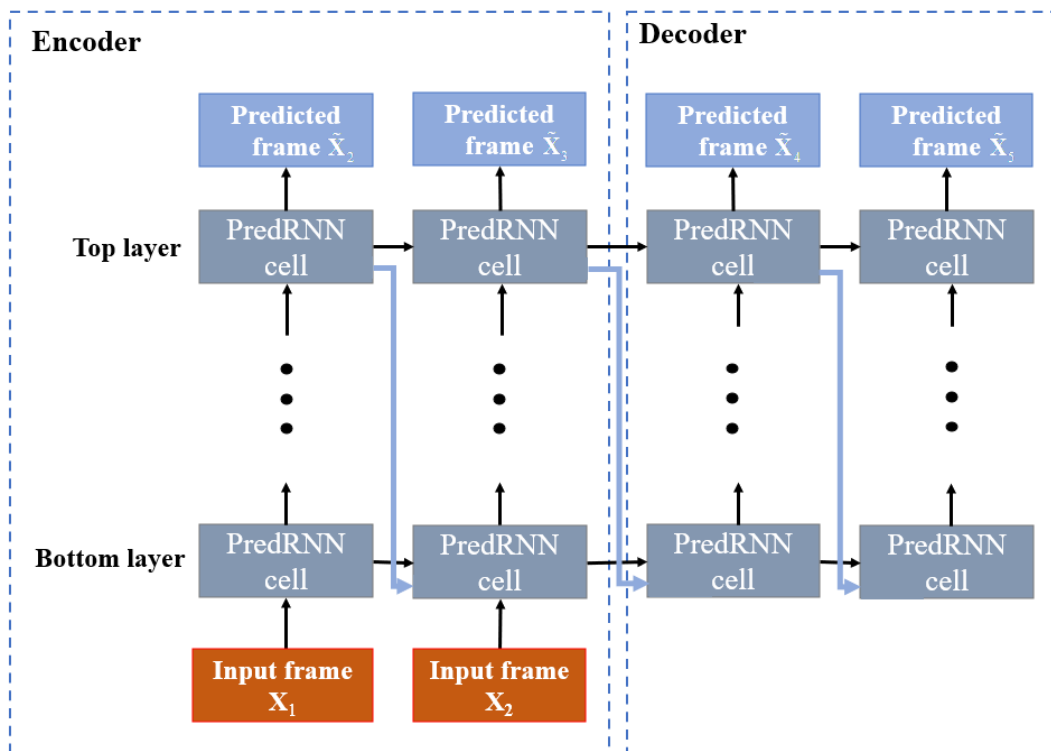 Encoder
Decoder
Predicted
frame X̃₂
Predicted
frame X̃₃
Predicted
frame X̃₄
Predicted
frame X̃₅
Top layer
PredRNN
cell
PredRNN
cell
PredRNN
cell
PredRNN
cell
Bottom layer
PredRNN
cell
PredRNN
cell
PredRNN
cell
PredRNN
cell
Input frame
X₁
Input frame
X₂